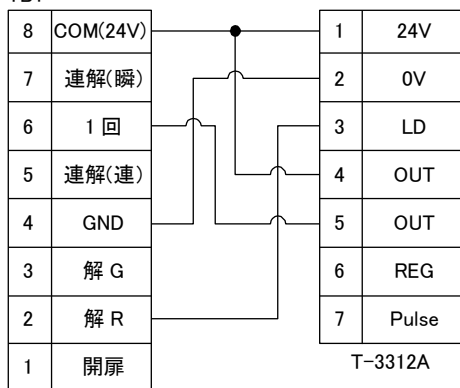 8 COM(24V)
7 連解(瞬)
6 1回
5 連解(連)
4 GND
3 解G
2 解R
1 開扉
1 24V
2 0V
3 LD
4 OUT
5 OUT
6 REG
7 Pulse
T-3312A